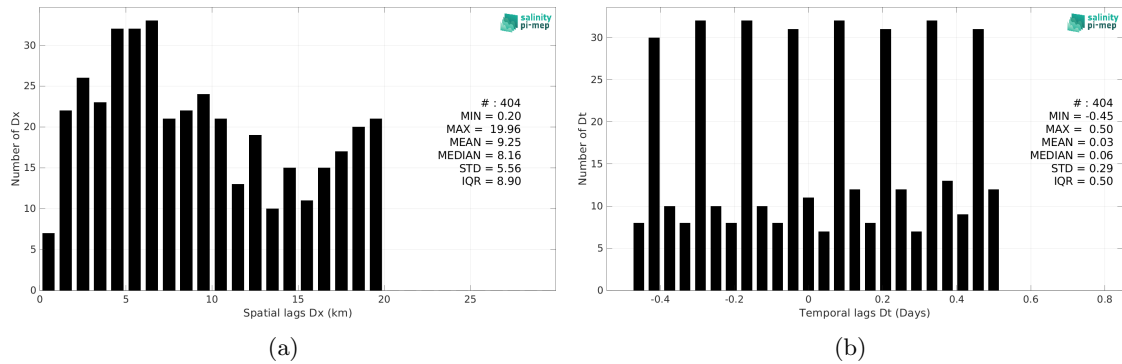 salinity
pi-mep
Number of Dx
30
25
20
15
10
5
0
# : 404
MIN = 0.20
MAX = 19.96
MEAN = 9.25
MEDIAN = 8.16
STD = 5.56
IQR = 8.90
0 5 10 15 20 25
Spatial lags Dx (km)
(a)
salinity
pi-mep
Number of Dt
30
25
20
15
10
5
0
# : 404
MIN = -0.45
MAX = 0.50
MEAN = 0.03
MEDIAN = 0.06
STD = 0.29
IQR = 0.50
-0.4 -0.2 0 0.2 0.4 0.6 0.8
Temporal lags Dt (Days)
(b)